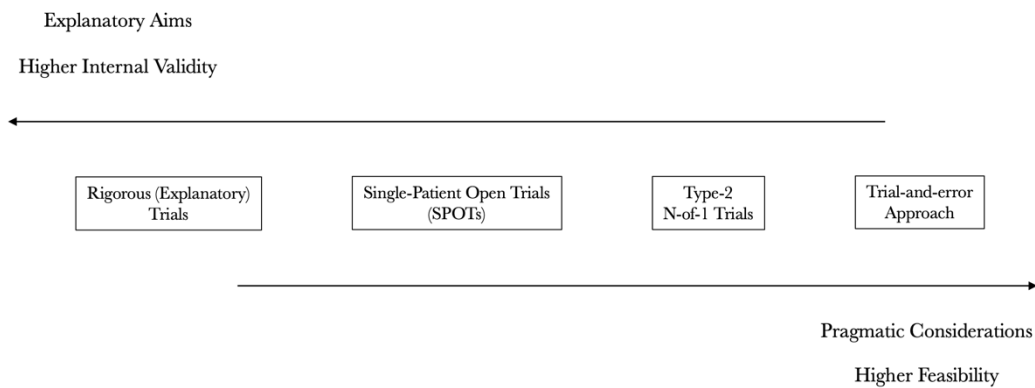 Explanatory Aims
Higher Internal Validity
Rigorous (Explanatory)
Trials
Single-Patient Open Trials
(SPOTs)
Type-2
N-of-1 Trials
Trial-and-error
Approach
Pragmatic Considerations
Higher Feasibility